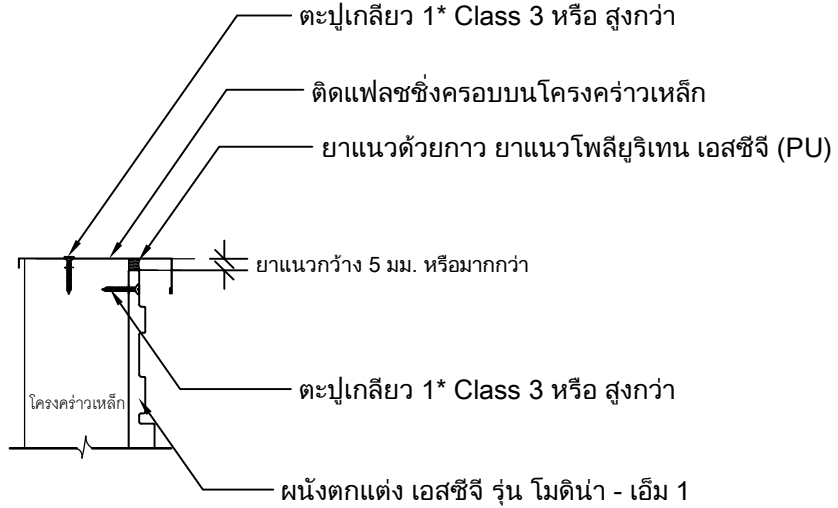 ตะปูเกลียว 1* Class 3 หรือ สูงกว่า
ติดแฟลชชิ่งครอบบนโครงคร่าวเหล็ก
ยาแนวด้วยกาว ยาแนวโพลียูริเทน เอสซีจี (PU)
ยาแนวกว้าง 5 มม. หรือมากกว่า
ตะปูเกลียว 1* Class 3 หรือ สูงกว่า
โครงคร่าวเหล็ก
ผนังตกแต่ง เอสซีจี รุ่น โมดิน่า - เอ็ม 1